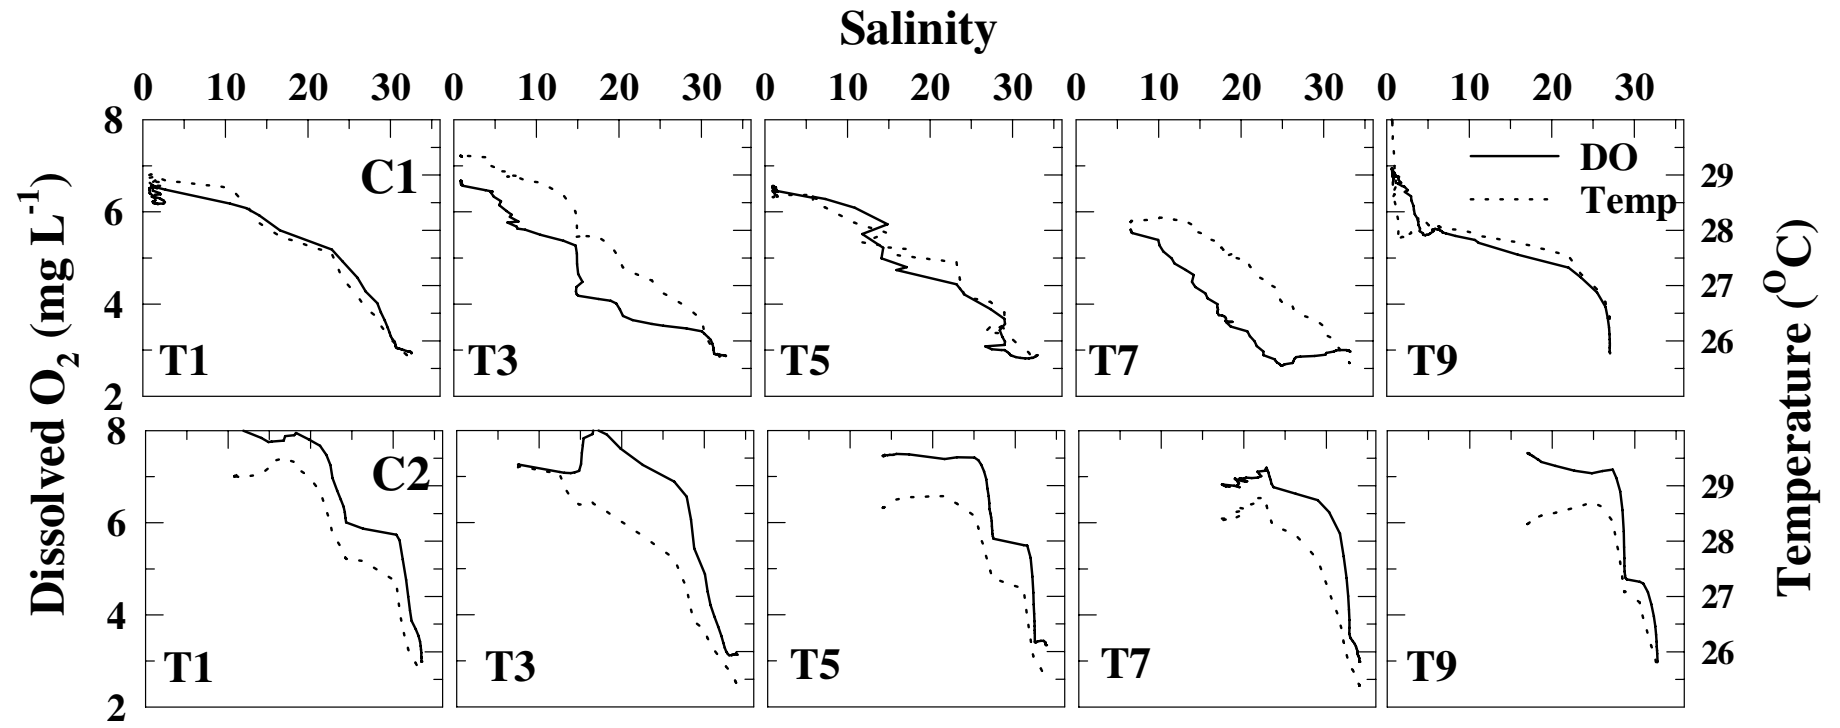 Salinity
0 10 20 30 0 10 20 30 0 10 20 30 0 10 20 30 0 10 20 30
8
6
4
2
C1
DO
Temp
29
28
27
26
T1 T3 T5 T7 T9
Dissolved O2 (mg L-1)
Temperature (OC)
8
6
4
2
C2
29
28
27
26
T1 T3 T5 T7 T9